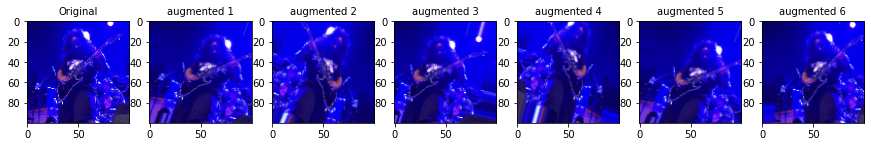 Original augmented 1 augmented 2 augmented 3 augmented 4 augmented 5 augmented 6
0 0 0 0 0 0 0
20 20 20 20 20 20 20
40 40 40 40 40 40 40
60 60 60 60 60 60 60
80 80 80 80 80 80 80
0 50 0 50 0 50 0 50 0 50 0 50 0 50